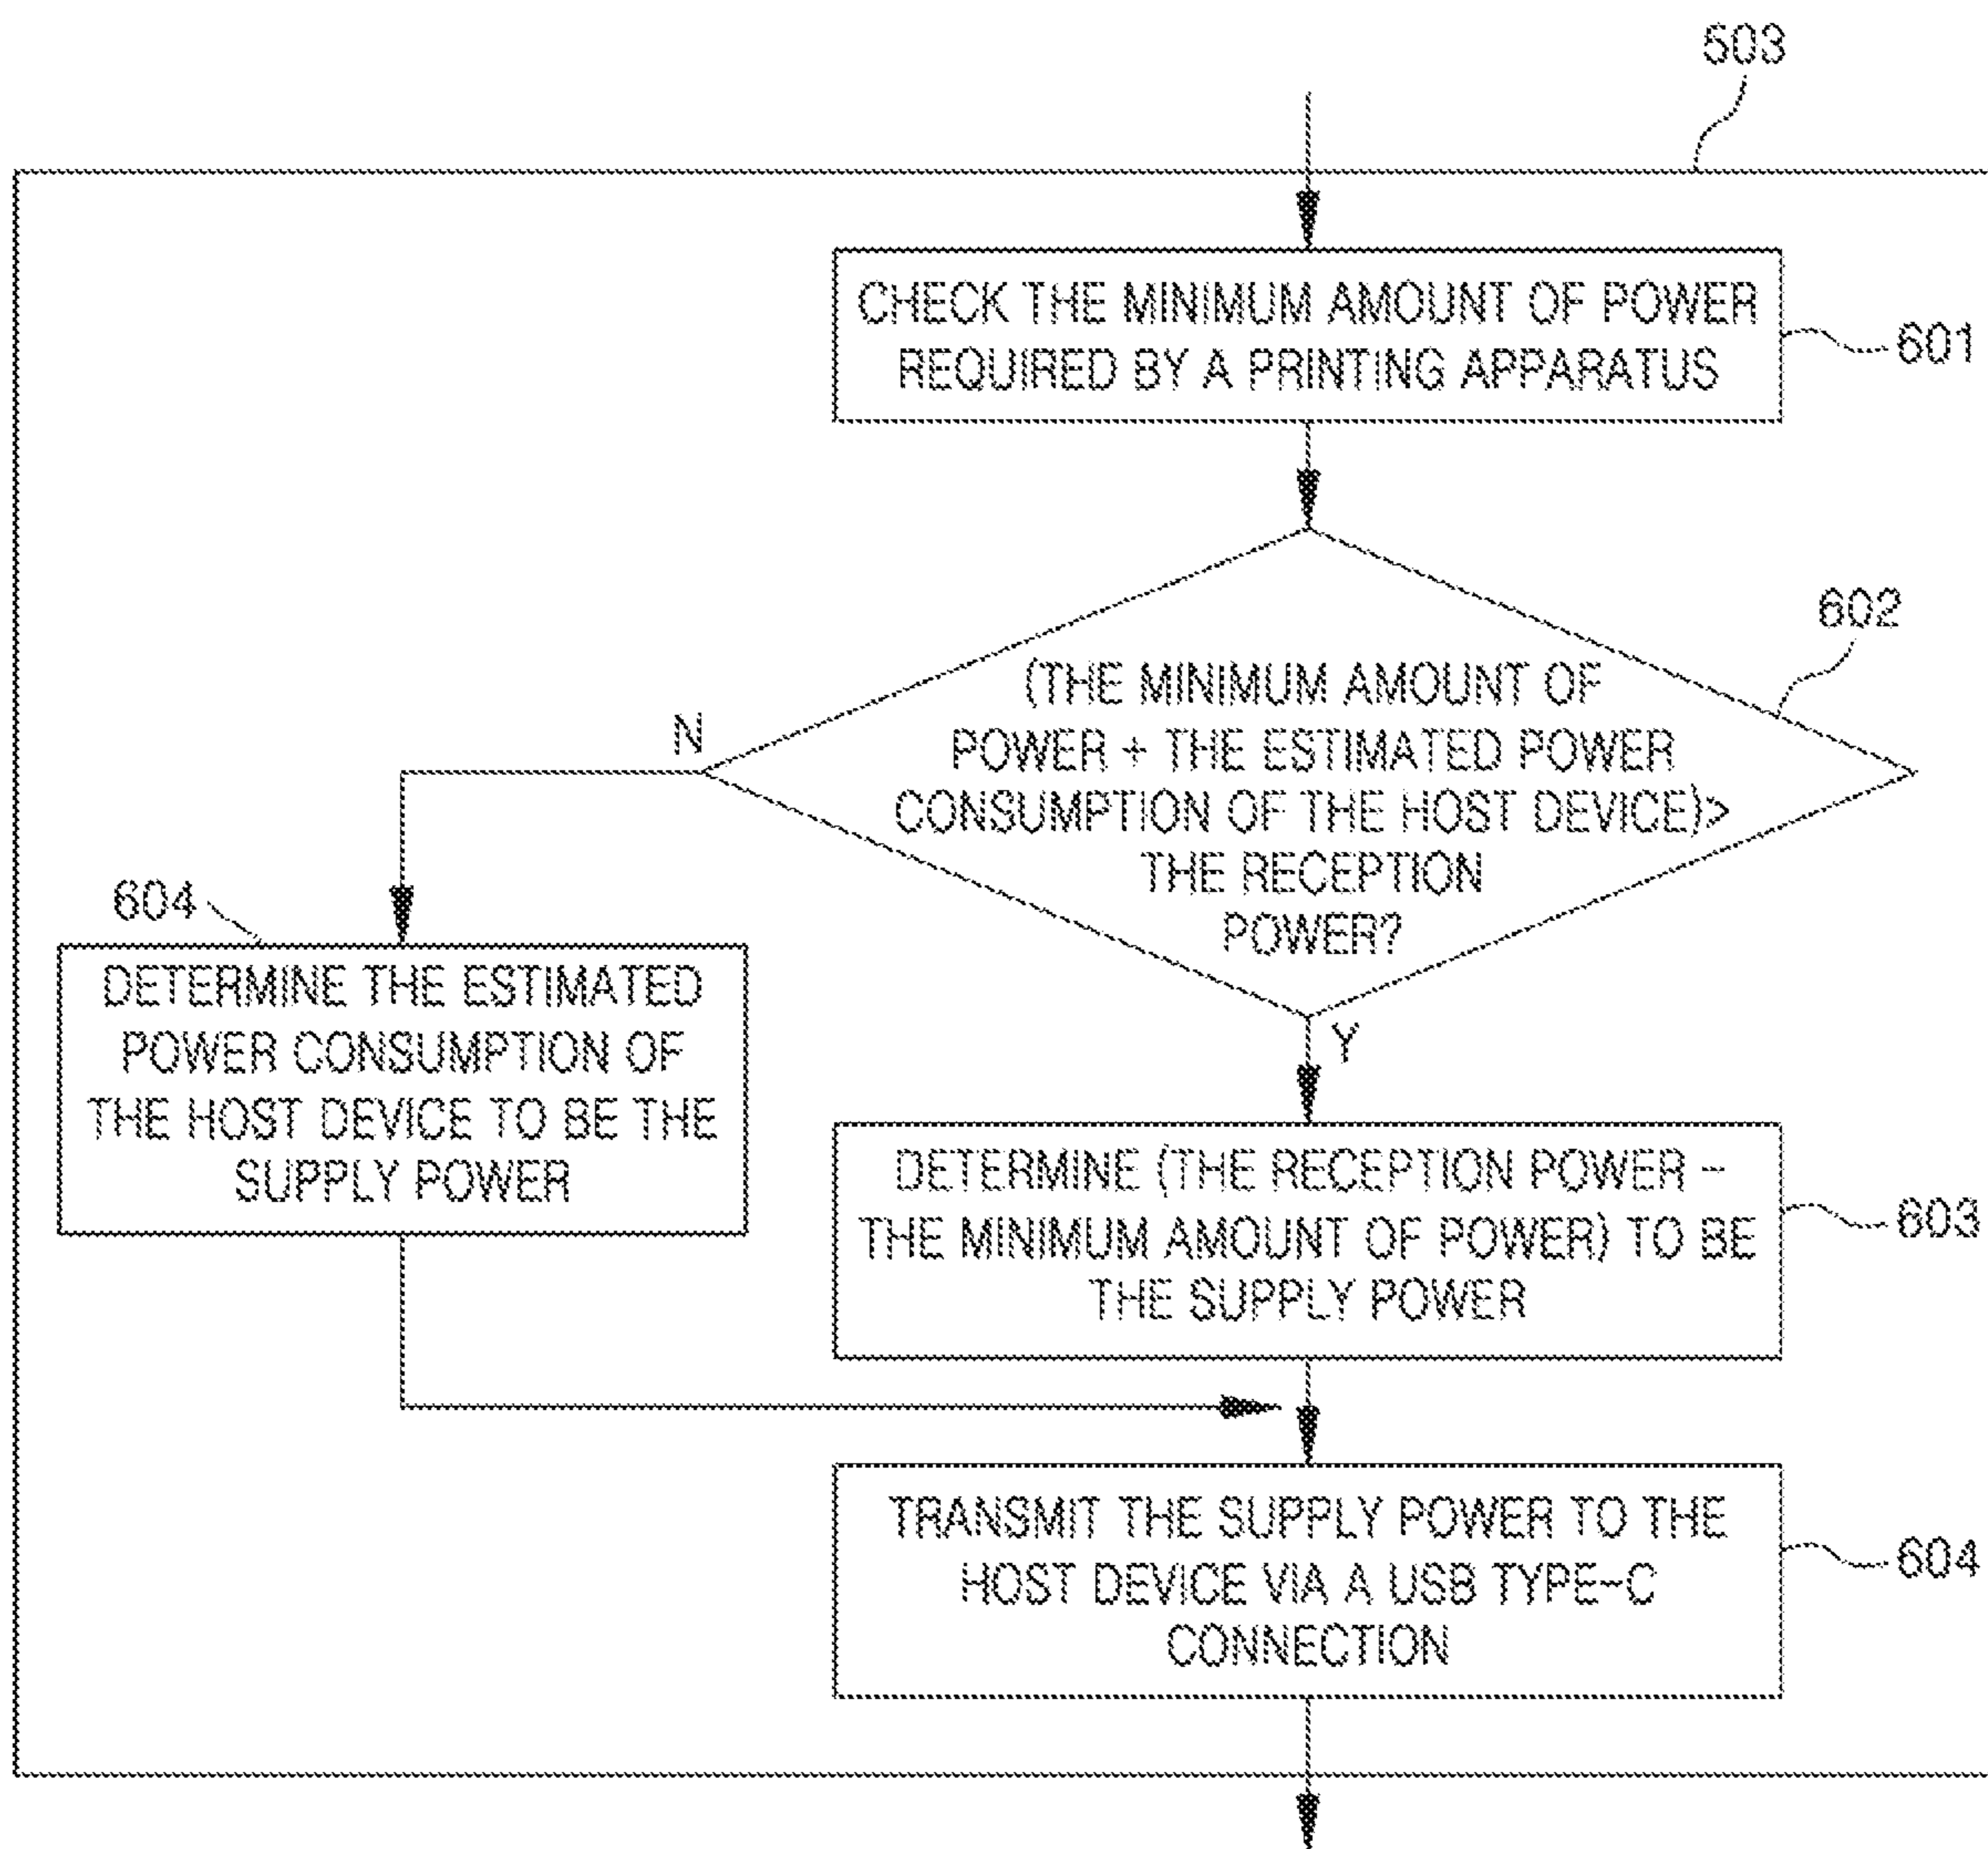 503
CHECK THE MINIMUM AMOUNT OF POWER
REQUIRED BY A PRINTING APPARATUS
601
602
(THE MINIMUM AMOUNT OF
POWER + THE ESTIMATED POWER
CONSUMPTION OF THE HOST DEVICE)>
THE RECEPTION
POWER?
N
Y
604
DETERMINE THE ESTIMATED
POWER CONSUMPTION OF
THE HOST DEVICE TO BE THE
SUPPLY POWER
DETERMINE (THE RECEPTION POWER -
THE MINIMUM AMOUNT OF POWER) TO BE
THE SUPPLY POWER
603
TRANSMIT THE SUPPLY POWER TO THE
HOST DEVICE VIA A USB TYPE-C
CONNECTION
604